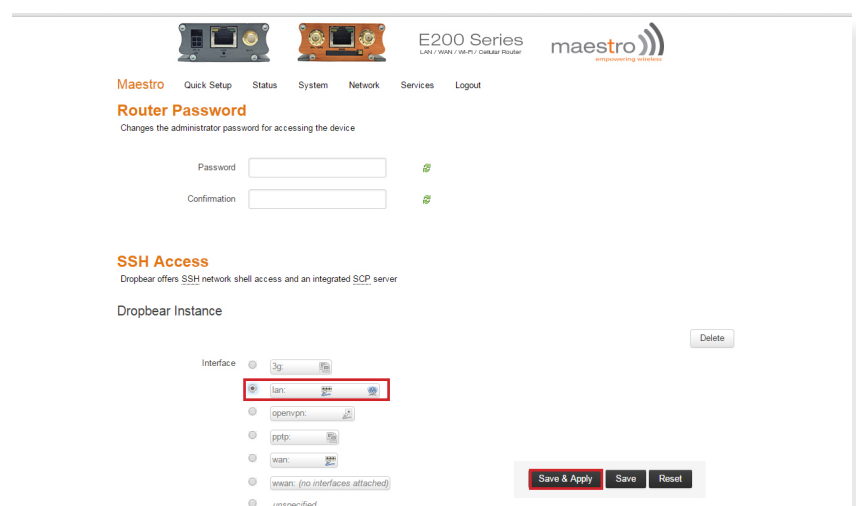 E200 Series
LAN / WAN / Wi-Fi / Cellular Router
maestro
empowering wireless
Maestro Quick Setup Status System Network Services Logout
Router Password
Changes the administrator password for accessing the device
Password
Confirmation
SSH Access
Dropbear offers SSH network shell access and an integrated SCP server
Dropbear Instance
Delete
Interface
3g:
lan:
openvpn:
pptp:
wan:
wwan: (no interfaces attached)
unspecified
Save & Apply Save Reset